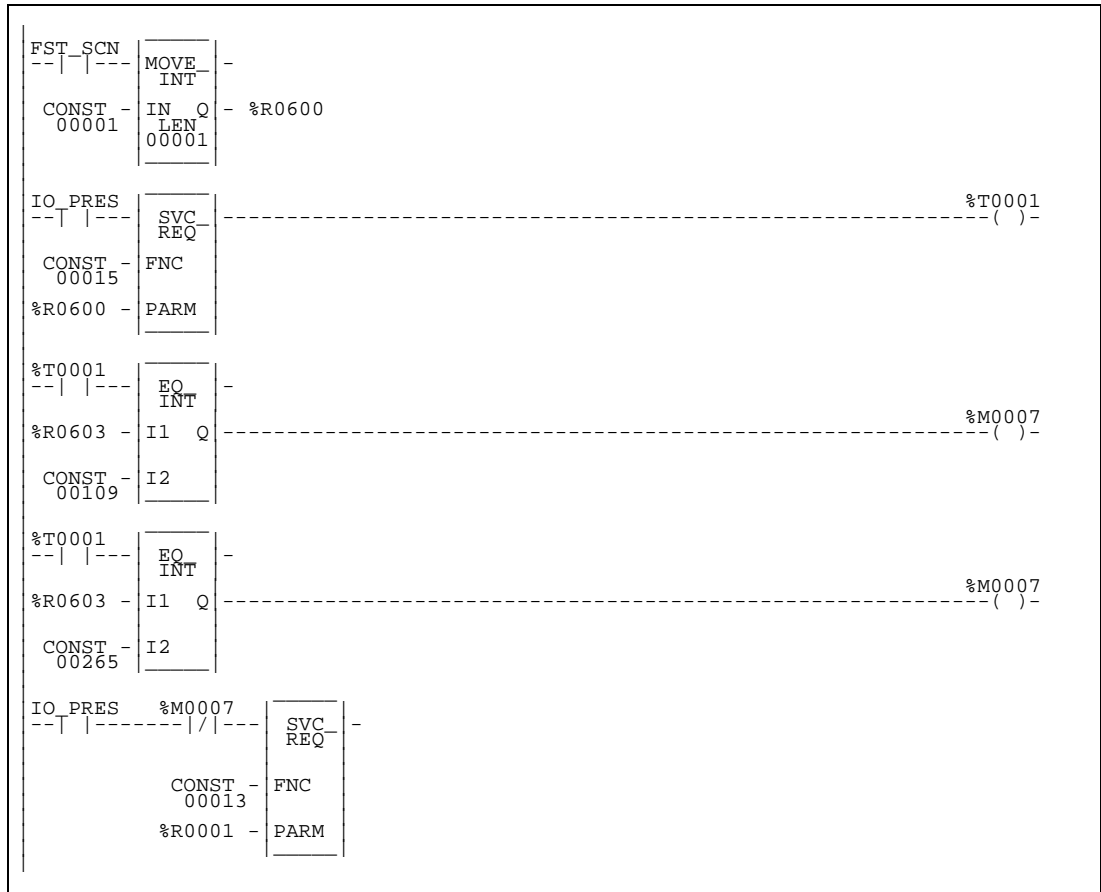 FST_SCN
--| |---|MOVE_|-
INT
CONST -|IN Q|- %R0600
00001 LEN
00001
IO_PRES %T0001
--| |---|SVC_|--( )-
REQ
CONST -|FNC
00015
%R0600 -|PARM
%T0001
--| |---|EQ_|-
INT
%M0007
%R0603 -|I1 Q|--( )-
CONST -|I2
00109
%T0001
--| |---|EQ_|-
INT
%M0007
%R0603 -|I1 Q|--( )-
CONST -|I2
00265
IO_PRES %M0007
--| |-------|/|---|SVC_|-
REQ
CONST -|FNC
00013
%R0001 -|PARM